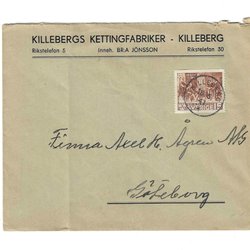 KILLEBERGS KETTINGFABRIKER - KILLEBERG
Rikstelefon 5 Inneh. BR:A JÖNSSON Rikstelefon 30
Firma Axel H. Ågren AB
Göteborg